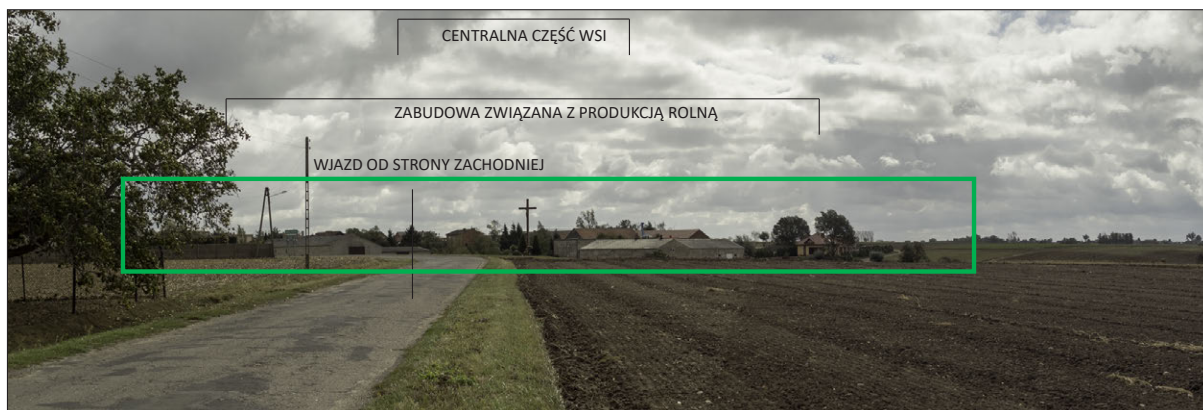 CENTRALNA CZĘŚĆ WSI
ZABUDOWA ZWIĄZANA Z PRODUKCJĄ ROLNĄ
WJAZD OD STRONY ZACHODNIEJ